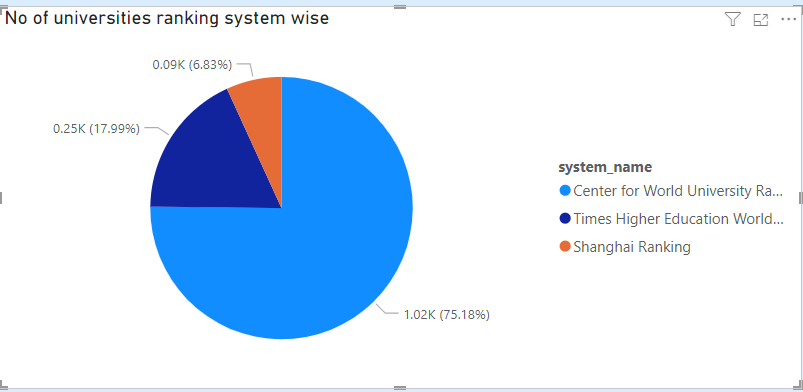 No of universities ranking system wise
0.09K (6.83%)
0.25K (17.99%)
1.02K (75.18%)
system_name
Center for World University Ra...
Times Higher Education World...
Shanghai Ranking